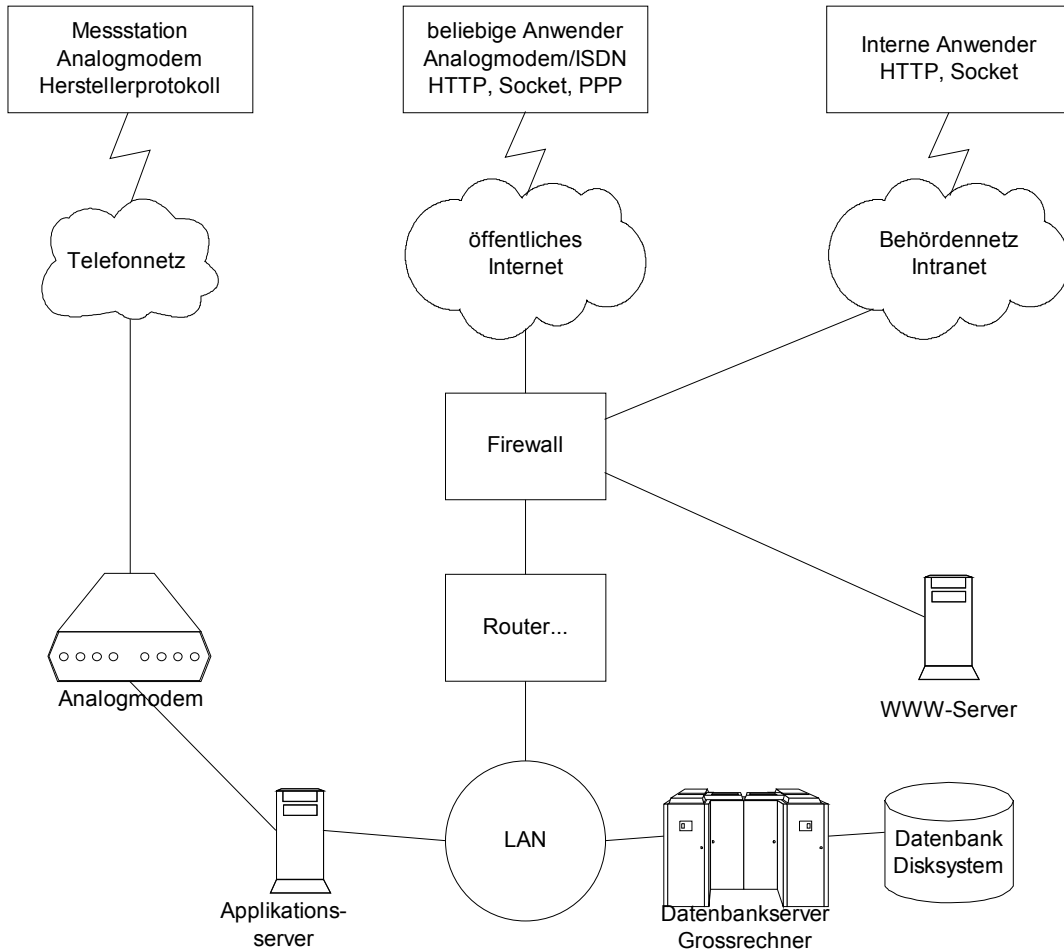 Messstation
Analogmodem
Herstellerprotokoll
beliebige Anwender
Analogmodem/ISDN
HTTP, Socket, PPP
Interne Anwender
HTTP, Socket
Telefonnetz
öffentliches
Internet
Behördennetz
Intranet
Firewall
Router...
Analogmodem
WWW-Server
LAN
Datenbank
Disksystem
Applikations-
server
Datenbankserver
Grossrechner